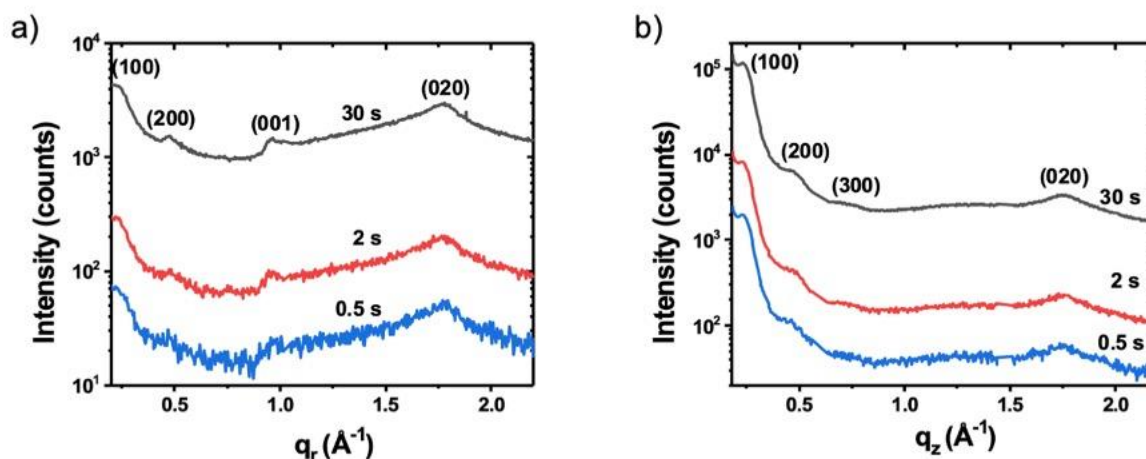 a)
10⁴
10³
10²
10¹
Intensity (counts)
(100)
(200)
(001)
(020)
30 s
2 s
0.5 s
0.5
1.0
1.5
2.0
qᵣ (Å⁻¹)
b)
10⁵
10⁴
10³
10²
Intensity (counts)
(100)
(200)
(300)
(020)
30 s
2 s
0.5 s
0.5
1.0
1.5
2.0
q_z (Å⁻¹)